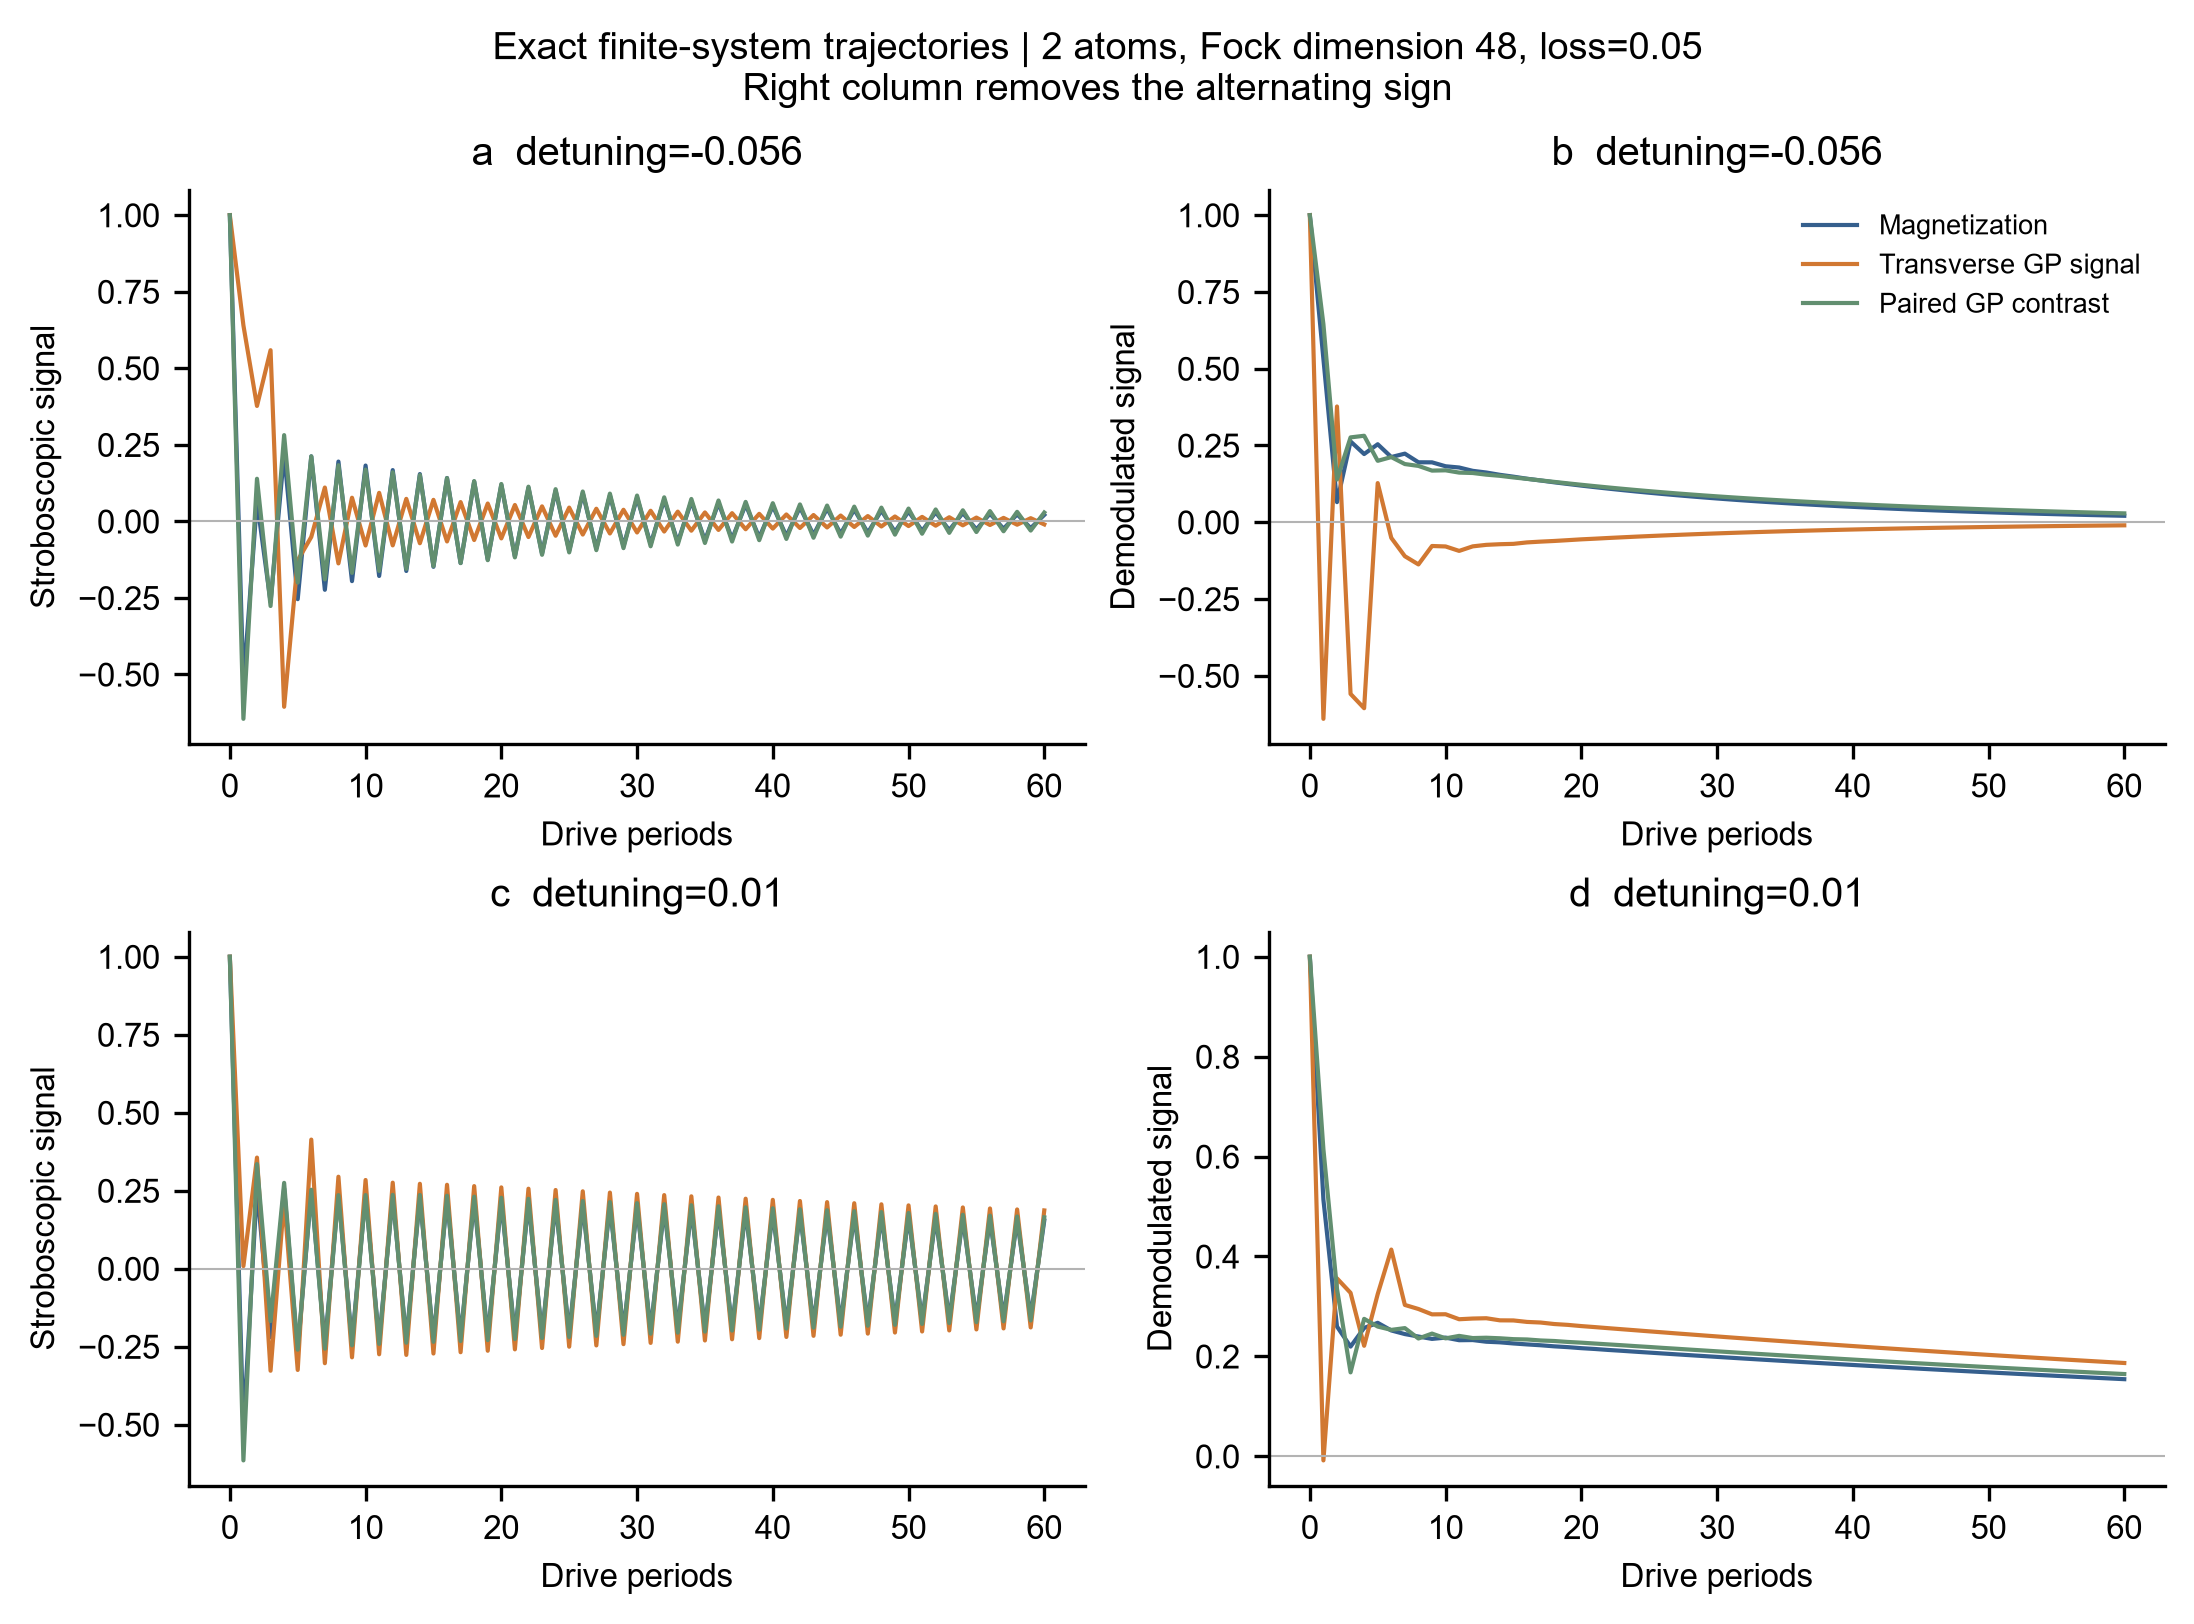 Exact finite-system trajectories | 2 atoms, Fock dimension 48, loss=0.05
Right column removes the alternating sign
a detuning=-0.056
Stroboscopic signal
1.00
0.75
0.50
0.25
0.00
−0.25
−0.50
0 10 20 30 40 50 60
Drive periods
b detuning=-0.056
Demodulated signal
1.00
0.75
0.50
0.25
0.00
−0.25
−0.50
Magnetization
Transverse GP signal
Paired GP contrast
0 10 20 30 40 50 60
Drive periods
c detuning=0.01
Stroboscopic signal
1.00
0.75
0.50
0.25
0.00
−0.25
−0.50
0 10 20 30 40 50 60
Drive periods
d detuning=0.01
Demodulated signal
1.0
0.8
0.6
0.4
0.2
0.0
0 10 20 30 40 50 60
Drive periods